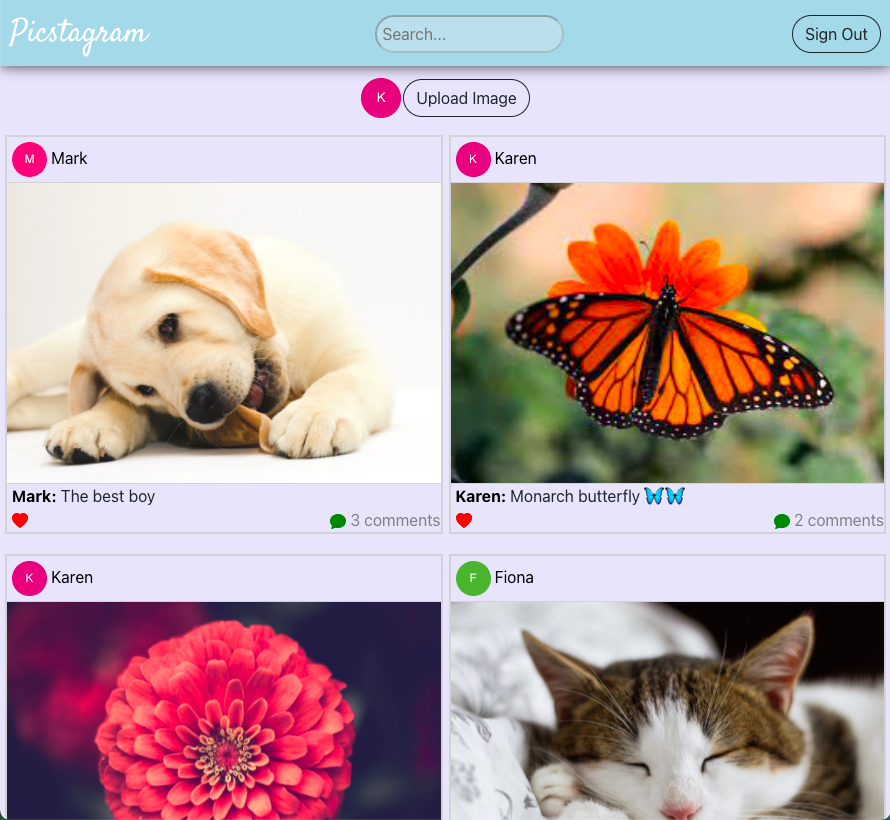 Picstagram
Search...
Sign Out
K
Upload Image
M Mark
K Karen
Mark: The best boy
3 comments
Karen: Monarch butterfly 🦋🦋
2 comments
K Karen
F Fiona